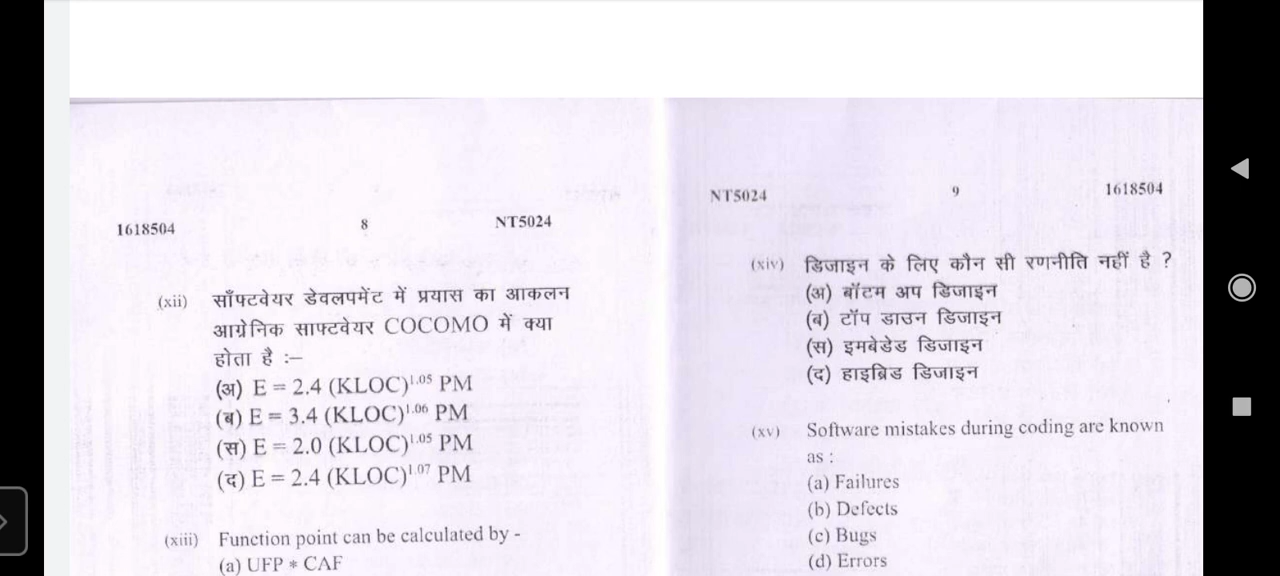 1618504 8 NT5024
(xii) सॉंफ्टवेयर डेवलपमेंट में प्रयास का आकलन
आग्रेनिक साफ्टवेयर COCOMO में क्या
होता है :–
(अ) E = 2.4 (KLOC)^1.05 PM
(ब) E = 3.4 (KLOC)^1.06 PM
(स) E = 2.0 (KLOC)^1.05 PM
(द) E = 2.4 (KLOC)^1.07 PM
(xiii) Function point can be calculated by -
(a) UFP * CAF
NT5024 9 1618504
(xiv) डिजाइन के लिए कौन सी रणनीति नहीं है ?
(अ) बॉटम अप डिजाइन
(ब) टॉप डाउन डिजाइन
(स) इमबेडेड डिजाइन
(द) हाइब्रिड डिजाइन
(xv) Software mistakes during coding are known
as :
(a) Failures
(b) Defects
(c) Bugs
(d) Errors